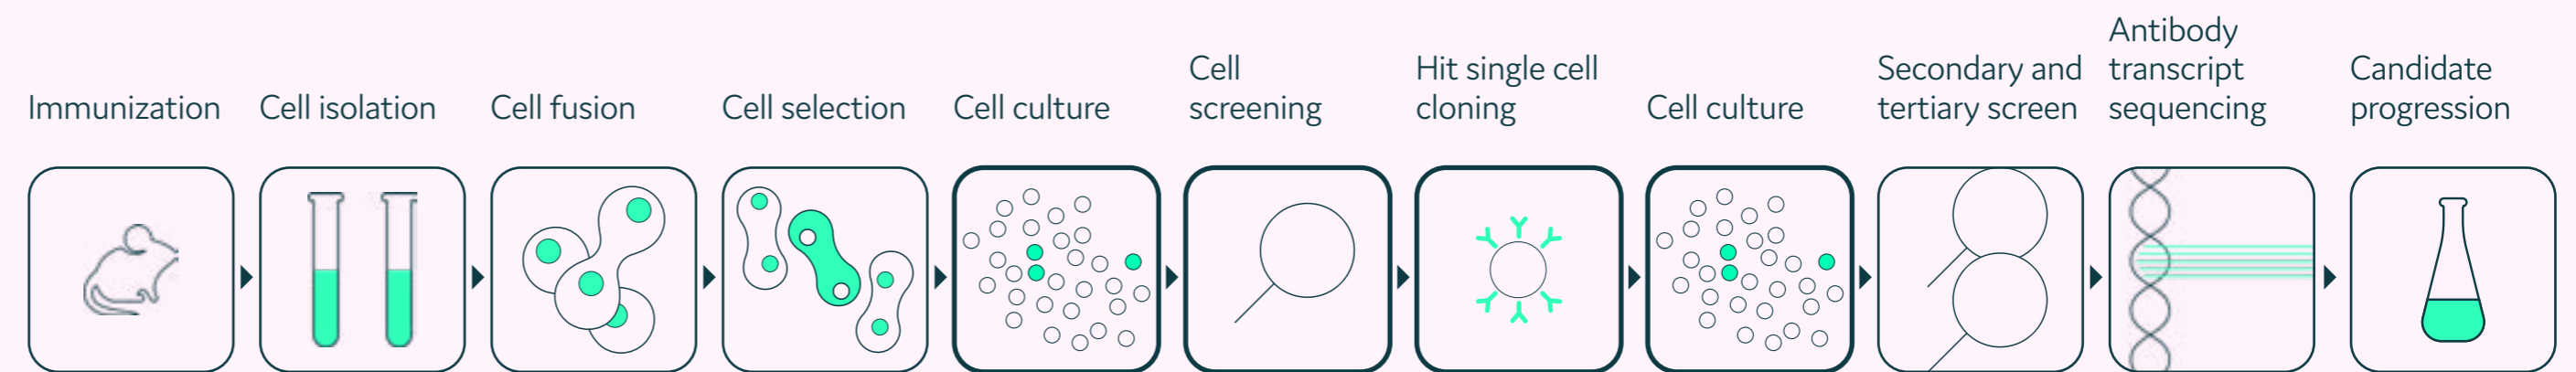 Immunization
Cell isolation
Cell fusion
Cell selection
Cell culture
Cell
screening
Hit single cell
cloning
Cell culture
Secondary and
tertiary screen
Antibody
transcript
sequencing
Candidate
progression